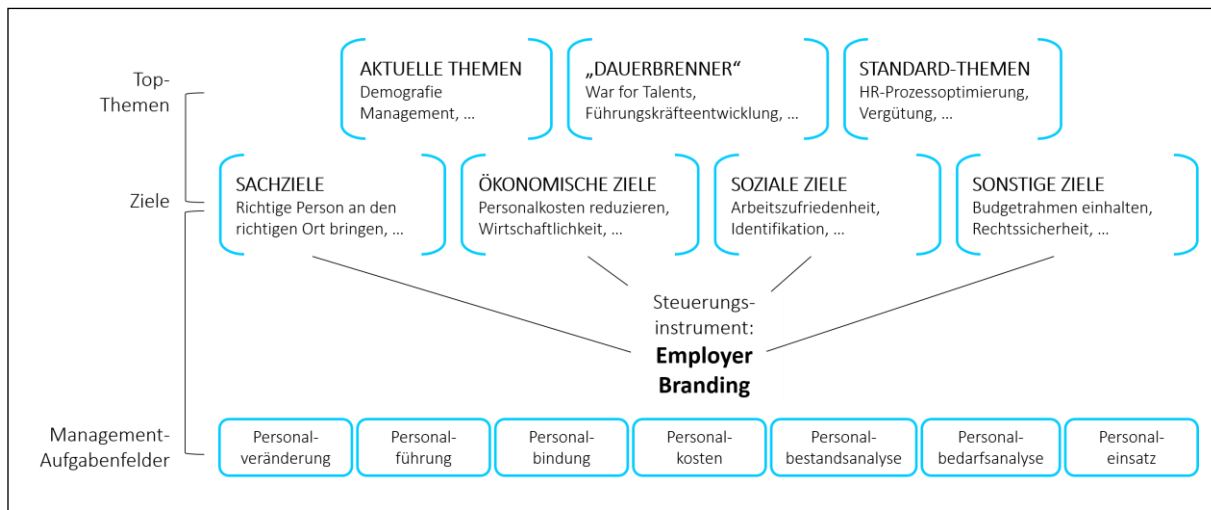 Top-
Themen
AKTUELLE THEMEN
Demografie
Management, ...
„DAUERBRENNER“
War for Talents,
Führungskräfteentwicklung, ...
STANDARD-THEMEN
HR-Prozessoptimierung,
Vergütung, ...
Ziele
SACHZIELE
Richtige Person an den
richtigen Ort bringen, ...
ÖKONOMISCHE ZIELE
Personalkosten reduzieren,
Wirtschaftlichkeit, ...
SOZIALE ZIELE
Arbeitszufriedenheit,
Identifikation, ...
SONSTIGE ZIELE
Budgetrahmen einhalten,
Rechtssicherheit, ...
Steuerungs-
instrument:
Employer
Branding
Management-
Aufgabenfelder
Personal-
veränderung
Personal-
führung
Personal-
bindung
Personal-
kosten
Personal-
bestandsanalyse
Personal-
bedarfsanalyse
Personal-
einsatz